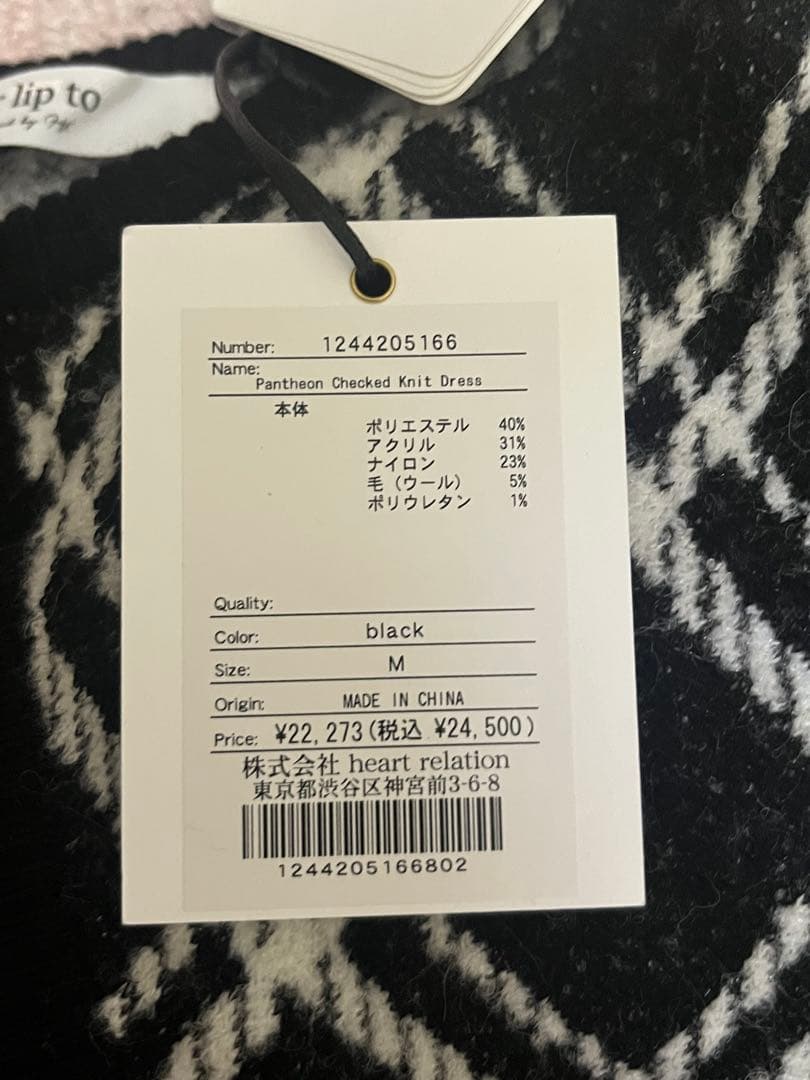 lip to
Number: 1244205166
Name:
Pantheon Checked Knit Dress
本体
ポリエステル 40%
アクリル 31%
ナイロン 23%
毛（ウール） 5%
ポリウレタン 1%
Quality:
Color: black
Size: M
Origin: MADE IN CHINA
Price: ¥22,273(税込 ¥24,500)
株式会社 heart relation
東京都渋谷区神宮前3-6-8
1244205166802